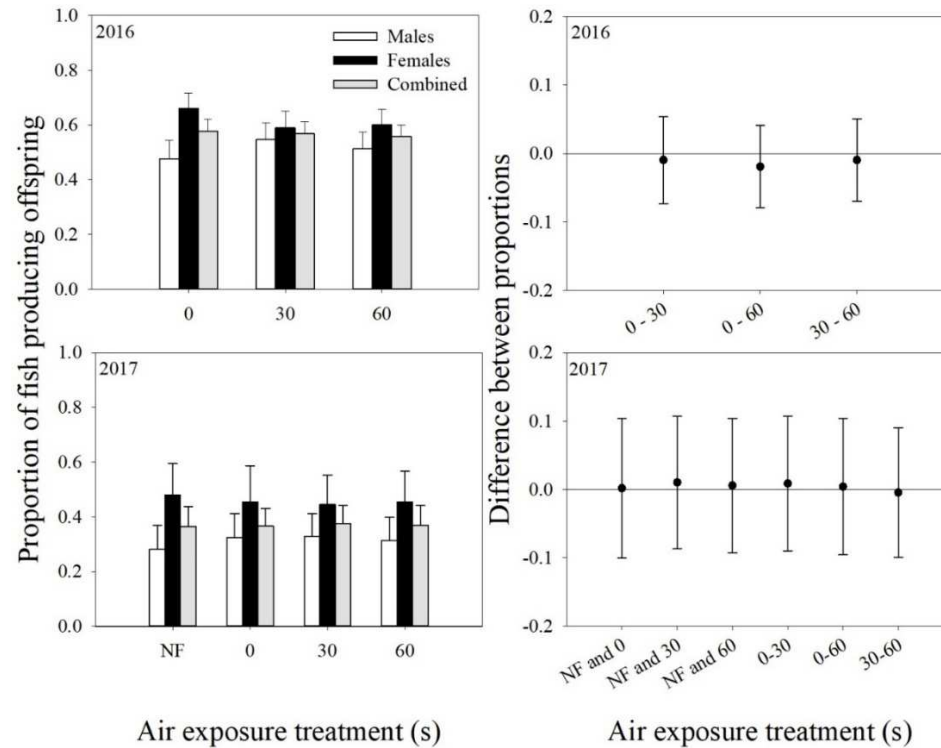 Proportion of fish producing offspring
2016
Males
Females
Combined
1.0
0.8
0.6
0.4
0.2
0.0
0
30
60
2017
1.0
0.8
0.6
0.4
0.2
0.0
NF
0
30
60
Air exposure treatment (s)
Difference between proportions
2016
0.2
0.1
0.0
-0.1
-0.2
0 - 30
0 - 60
30 - 60
2017
0.2
0.1
0.0
-0.1
-0.2
NF and 0
NF and 30
NF and 60
0-30
0-60
30-60
Air exposure treatment (s)